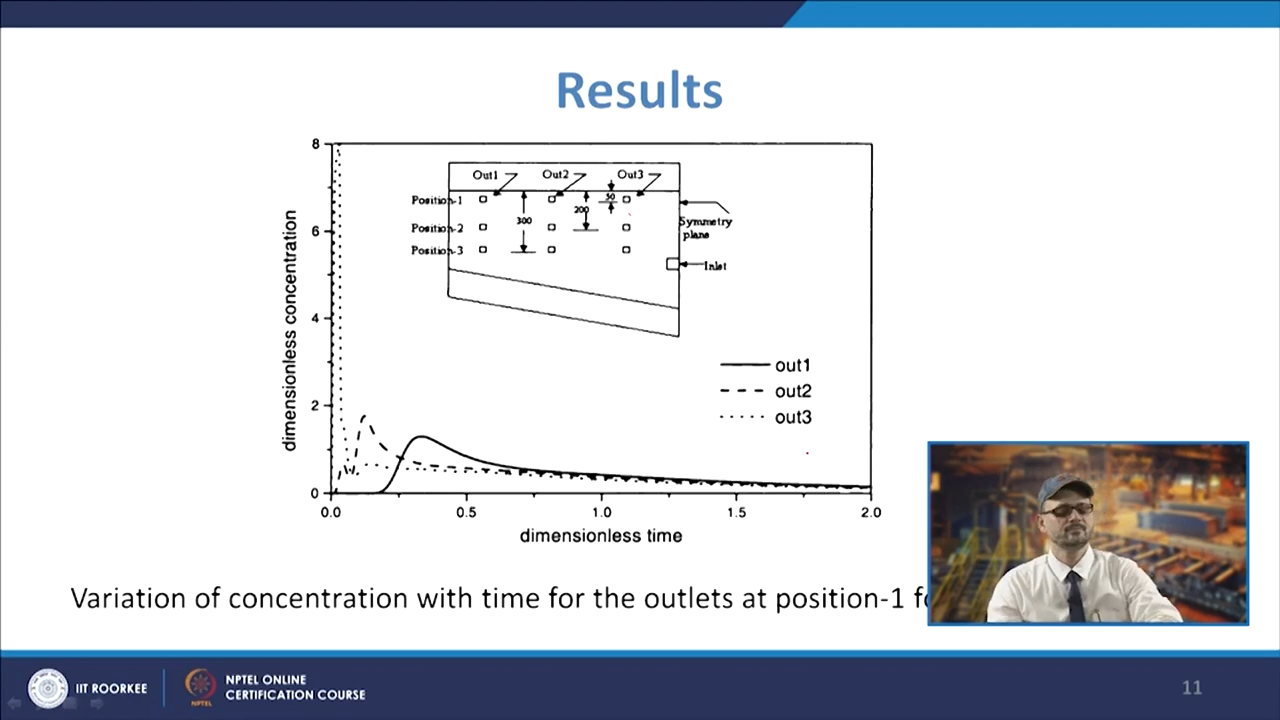 Results
8
6
4
2
0
dimensionless concentration
Out1 Out2 Out3
Position-1
Position-2
Position-3
300
200
50
Symmetry
plane
Inlet
out1
out2
out3
0.0 0.5 1.0 1.5 2.0
dimensionless time
Variation of concentration with time for the outlets at position-1
IIT ROORKEE
NPTEL
NPTEL ONLINE
CERTIFICATION COURSE
11